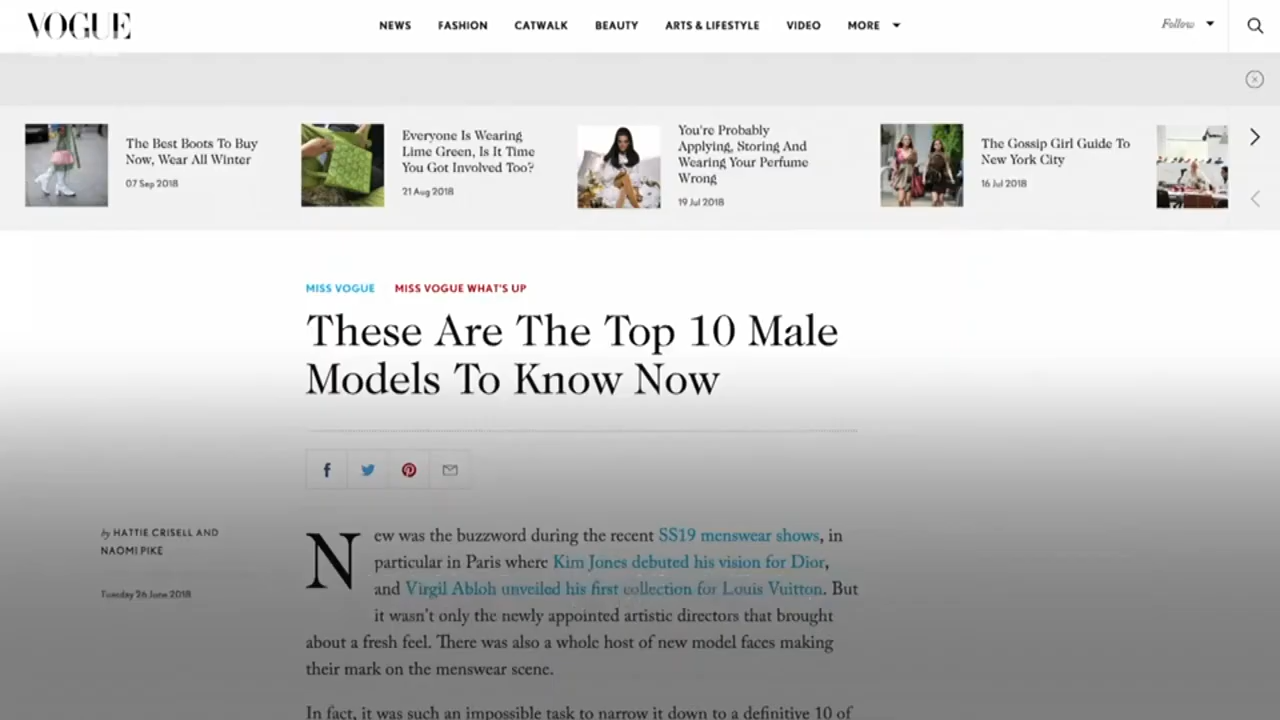 VOGUE
NEWS FASHION CATWALK BEAUTY ARTS & LIFESTYLE VIDEO MORE Follow
The Best Boots To Buy
Now, Wear All Winter
07 Sep 2018
Everyone Is Wearing
Lime Green, Is It Time
You Got Involved Too?
21 Aug 2018
You're Probably
Applying, Storing And
Wearing Your Perfume
Wrong
19 Jul 2018
The Gossip Girl Guide To
New York City
16 Jul 2018
MISS VOGUE MISS VOGUE WHAT'S UP
These Are The Top 10 Male
Models To Know Now
by HATTIE CRISELL AND
NAOMI PIKE
Tuesday 26 June 2018
New was the buzzword during the recent SS19 menswear shows, in
particular in Paris where Kim Jones debuted his vision for Dior,
and Virgil Abloh unveiled his first collection for Louis Vuitton. But
it wasn't only the newly appointed artistic directors that brought
about a fresh feel. There was also a whole host of new model faces making
their mark on the menswear scene.
In fact, it was such an impossible task to narrow it down to a definitive 10 of